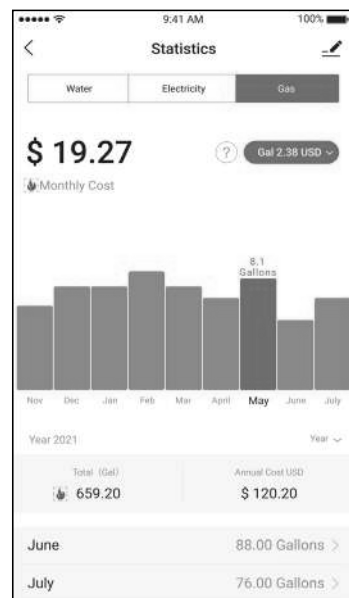 9:41 AM 100%
Statistics
Water Electricity Gas
$ 19.27 ? Gal 2.38 USD
Monthly Cost
8.1
Gallons
Nov Dec Jan Feb Mar April May June July
Year 2021 Year
Total (Gal) Annual Cost USD
659.20 $ 120.20
June 88.00 Gallons >
July 76.00 Gallons >